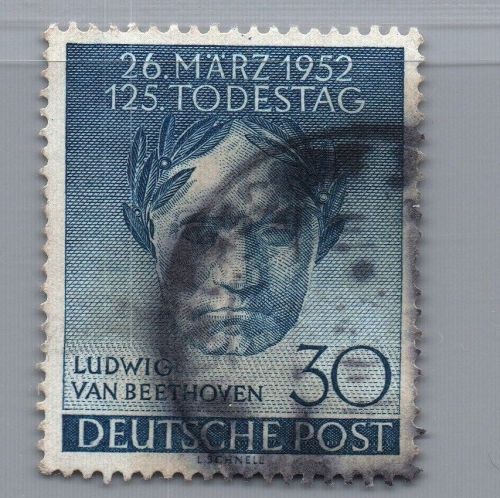 26. MÄRZ 1952
125. TODESTAG
LUDWIG
VAN BEETHOVEN
30
DEUTSCHE POST
L. SCHNELL